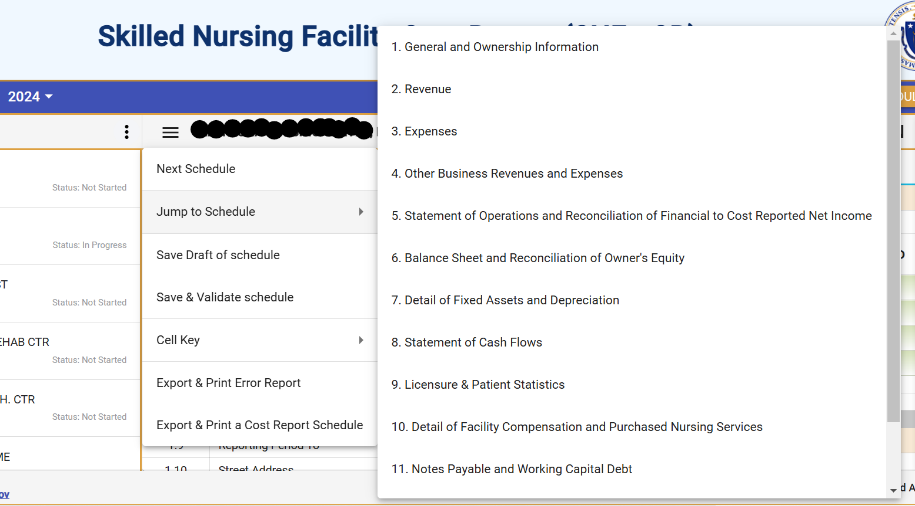 Skilled Nursing Facilit
2024
Next Schedule
Jump to Schedule
Save Draft of schedule
Save & Validate schedule
Cell Key
Export & Print Error Report
Export & Print a Cost Report Schedule
1. General and Ownership Information
2. Revenue
3. Expenses
4. Other Business Revenues and Expenses
5. Statement of Operations and Reconciliation of Financial to Cost Reported Net Income
6. Balance Sheet and Reconciliation of Owner's Equity
7. Detail of Fixed Assets and Depreciation
8. Statement of Cash Flows
9. Licensure & Patient Statistics
10. Detail of Facility Compensation and Purchased Nursing Services
11. Notes Payable and Working Capital Debt
Status: Not Started
Status: In Progress
ST
Status: Not Started
EHAB CTR
Status: Not Started
H. CTR
Status: Not Started
ME
ov
1.9 Reporting Period To
1.10 Street Address